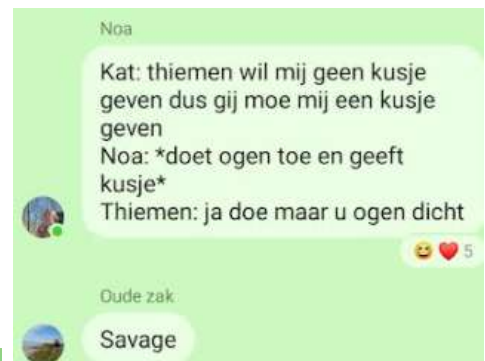 Noa
Kat: thiemen wil mij geen kusje
geven dus gij moe mij een kusje
geven
Noa: *doet ogen toe en geeft
kusje*
Thiemen: ja doe maar u ogen dicht
😆❤️ 5
Oude zak
Savage